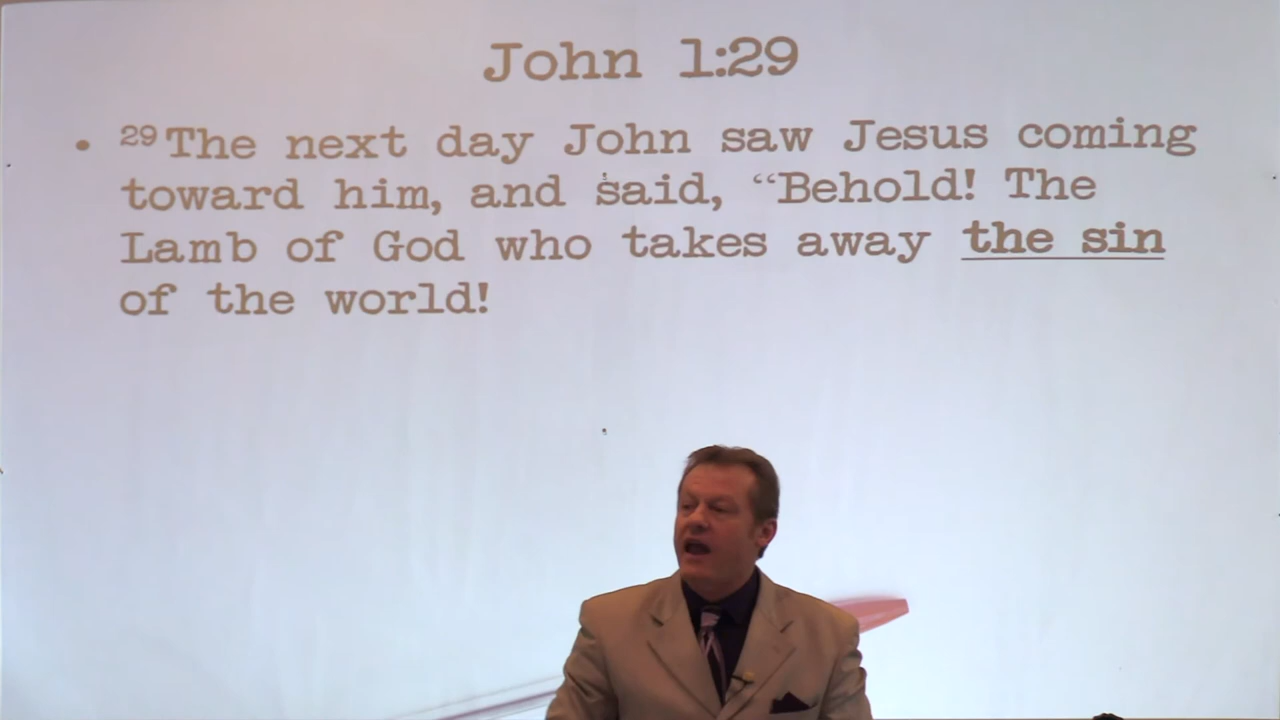 John 1:29
• 29 The next day John saw Jesus coming
toward him, and said, “Behold! The
Lamb of God who takes away the sin
of the world!